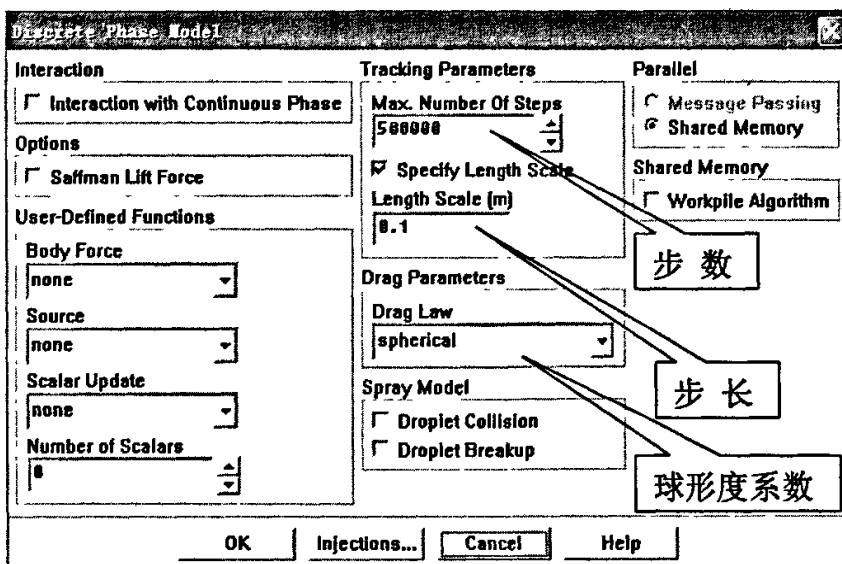 Discrete Phase Model
Interaction
Interaction with Continuous Phase
Options
Saffman Lift Force
User-Defined Functions
Body Force
none
Source
none
Scalar Update
none
Number of Scalars
0
Tracking Parameters
Max. Number Of Steps
500000
Specify Length Scale
Length Scale (m)
0.1
Drag Parameters
Drag Law
spherical
Spray Model
Droplet Collision
Droplet Breakup
Parallel
Message Passing
Shared Memory
Shared Memory
Workpile Algorithm
步 数
步 长
球形度系数
OK
Injections...
Cancel
Help